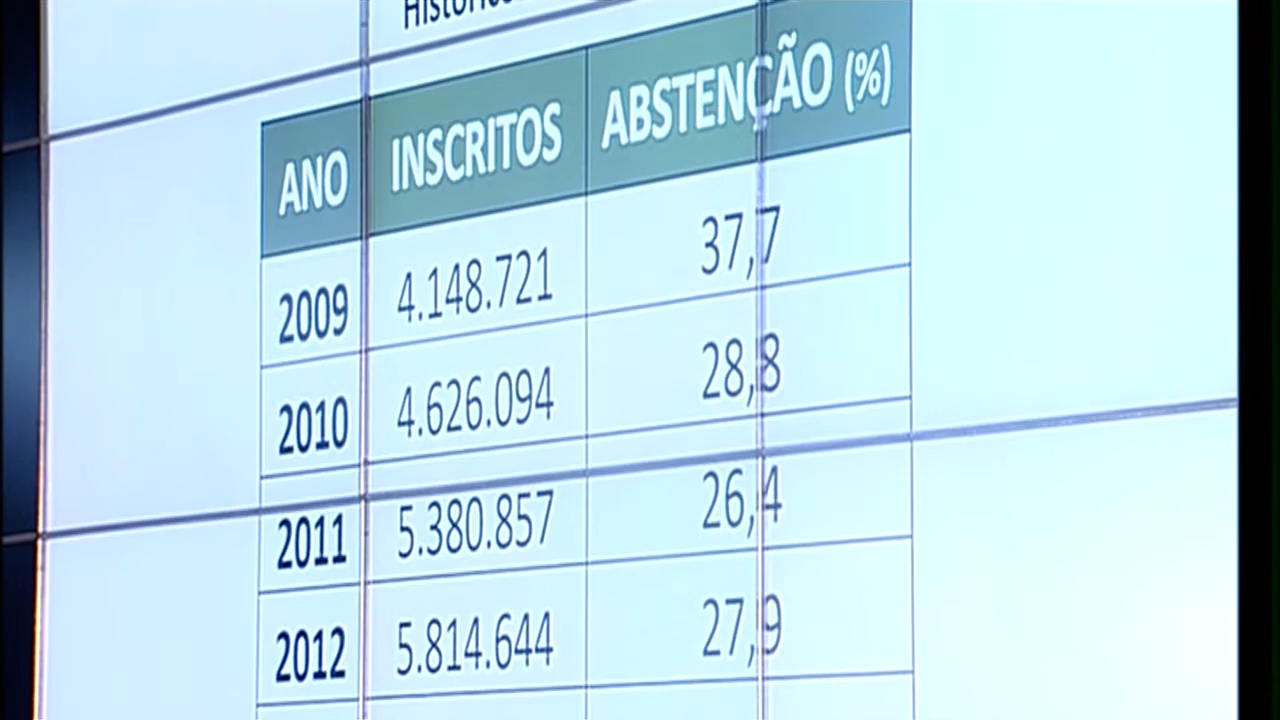 ANO INSCRITOS ABSTENÇÃO (%)
2009 4.148.721 37,7
2010 4.626.094 28,8
2011 5.380.857 26,4
2012 5.814.644 27,9